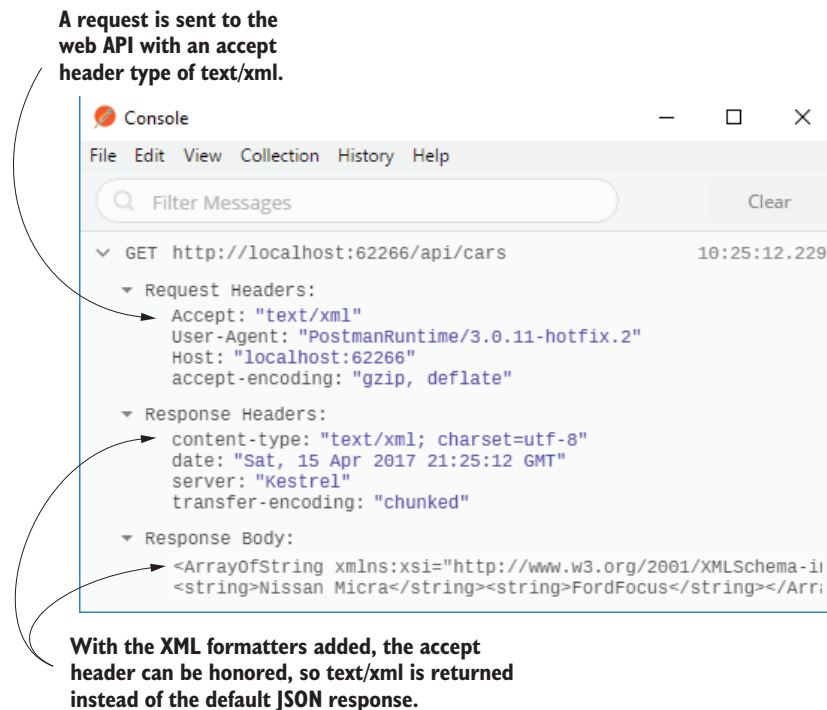 A request is sent to the
web API with an accept
header type of text/xml.
Console
File Edit View Collection History Help
Filter Messages
Clear
GET http://localhost:62266/api/cars 10:25:12.229
Request Headers:
Accept: "text/xml"
User-Agent: "PostmanRuntime/3.0.11-hotfix.2"
Host: "localhost:62266"
accept-encoding: "gzip, deflate"
Response Headers:
content-type: "text/xml; charset=utf-8"
date: "Sat, 15 Apr 2017 21:25:12 GMT"
server: "Kestrel"
transfer-encoding: "chunked"
Response Body:
<ArrayOfString xmlns:xsi="http://www.w3.org/2001/XMLSchema-i
<string>Nissan Micra</string><string>FordFocus</string></Arr
With the XML formatters added, the accept
header can be honored, so text/xml is returned
instead of the default JSON response.